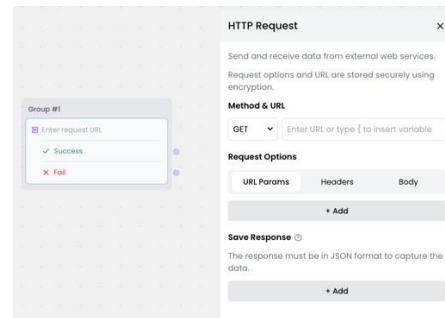 Group #1
Enter request URL
Success
Fail
HTTP Request
Send and receive data from external web services.
Request options and URL are stored securely using
encryption.
Method & URL
GET
Enter URL or type { to insert variable
Request Options
URL Params Headers Body
+ Add
Save Response
The response must be in JSON format to capture the
data.
+ Add